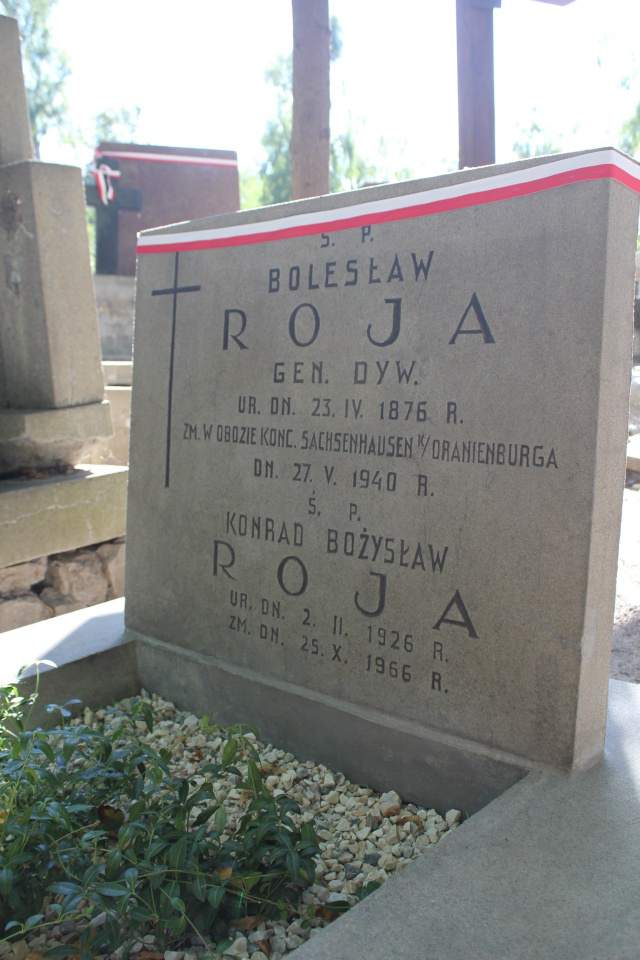 Ś. P.
BOLESŁAW
ROJA
GEN. DYW.
UR. DN. 23. IV. 1876 R.
ZM. W OBOZIE KONC. SACHSENHAUSEN K/ORANIENBURGA
DN. 27. V. 1940 R.
Ś. P.
KONRAD BOŻYSŁAW
ROJA
UR. DN. 2. II. 1926 R.
ZM. DN. 25. X. 1966 R.